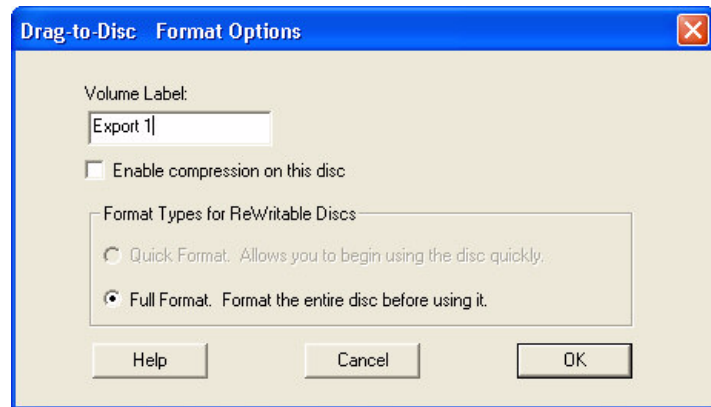 Drag-to-Disc Format Options
Volume Label:
Export 1
Enable compression on this disc
Format Types for ReWritable Discs
Quick Format. Allows you to begin using the disc quickly.
Full Format. Format the entire disc before using it.
Help Cancel OK